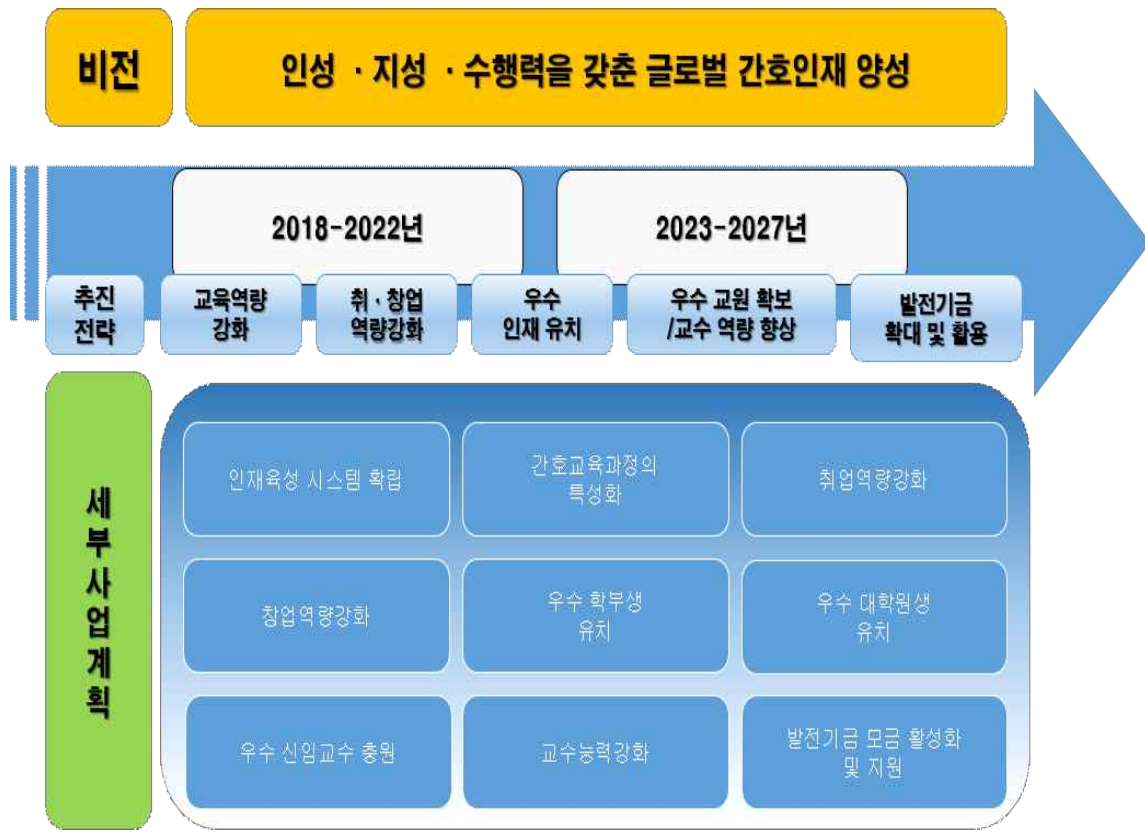 비전
인성 · 지성 · 수행력을 갖춘 글로벌 간호인재 양성
2018-2022년
2023-2027년
추진
전략
교육역량
강화
취 · 창업
역량강화
우수
인재 유치
우수 교원 확보
/교수 역량 향상
발전기금
확대 및 활용
세부사업계획
인재육성 시스템 확립
간호교육과정의
특성화
취업역량강화
창업역량강화
우수 학부생
유치
우수 대학원생
유치
우수 신임교수 충원
교수능력강화
발전기금 모금 활성화
및 지원